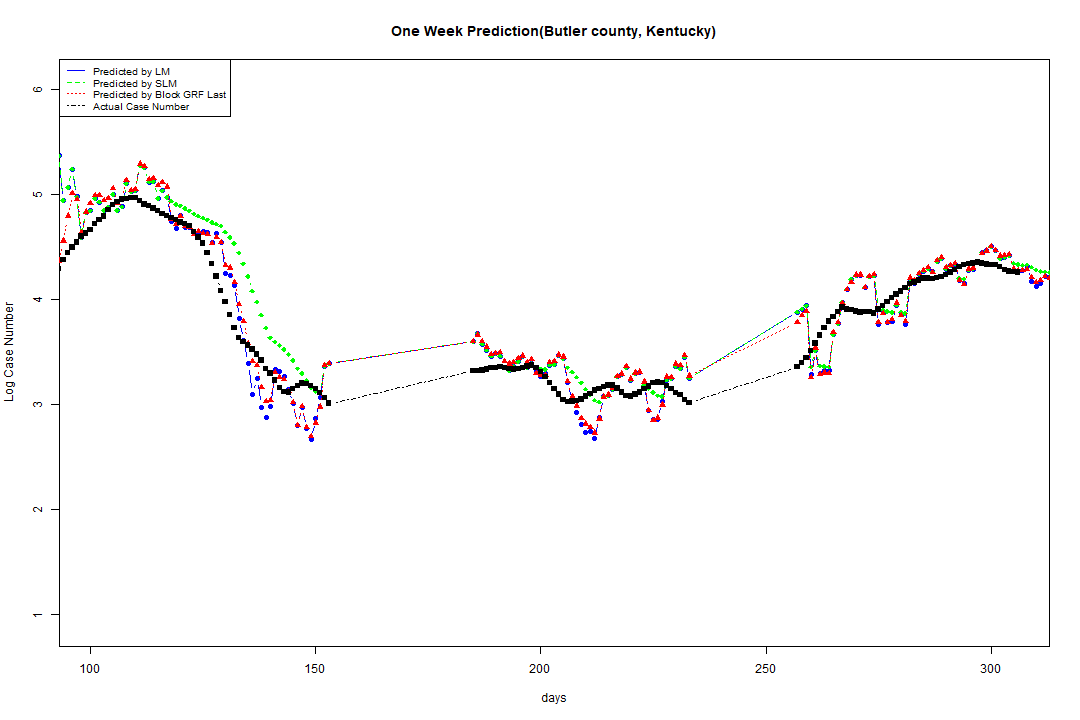 One Week Prediction(Butler county, Kentucky)
Predicted by LM
Predicted by SLM
Predicted by Block GRF Last
Actual Case Number
6
5
4
3
2
1
Log Case Number
100 150 200 250 300
days